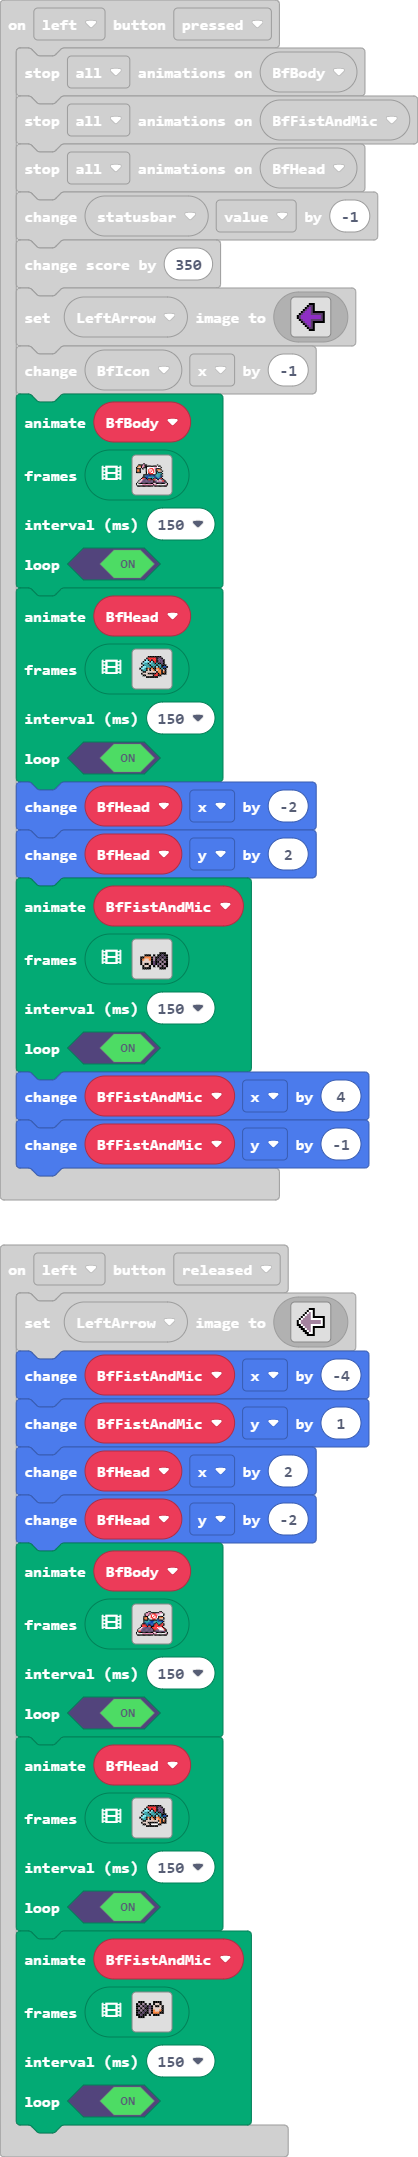 on left button pressed
stop all animations on BfBody
stop all animations on BfFistAndMic
stop all animations on BfHead
change statusbar value by -1
change score by 350
set LeftArrow image to
change BfIcon x by -1
animate BfBody
frames
interval (ms) 150
loop ON
animate BfHead
frames
interval (ms) 150
loop ON
change BfHead x by -2
change BfHead y by 2
animate BfFistAndMic
frames
interval (ms) 150
loop ON
change BfFistAndMic x by 4
change BfFistAndMic y by -1
on left button released
set LeftArrow image to
change BfFistAndMic x by -4
change BfFistAndMic y by 1
change BfHead x by 2
change BfHead y by -2
animate BfBody
frames
interval (ms) 150
loop ON
animate BfHead
frames
interval (ms) 150
loop ON
animate BfFistAndMic
frames
interval (ms) 150
loop ON